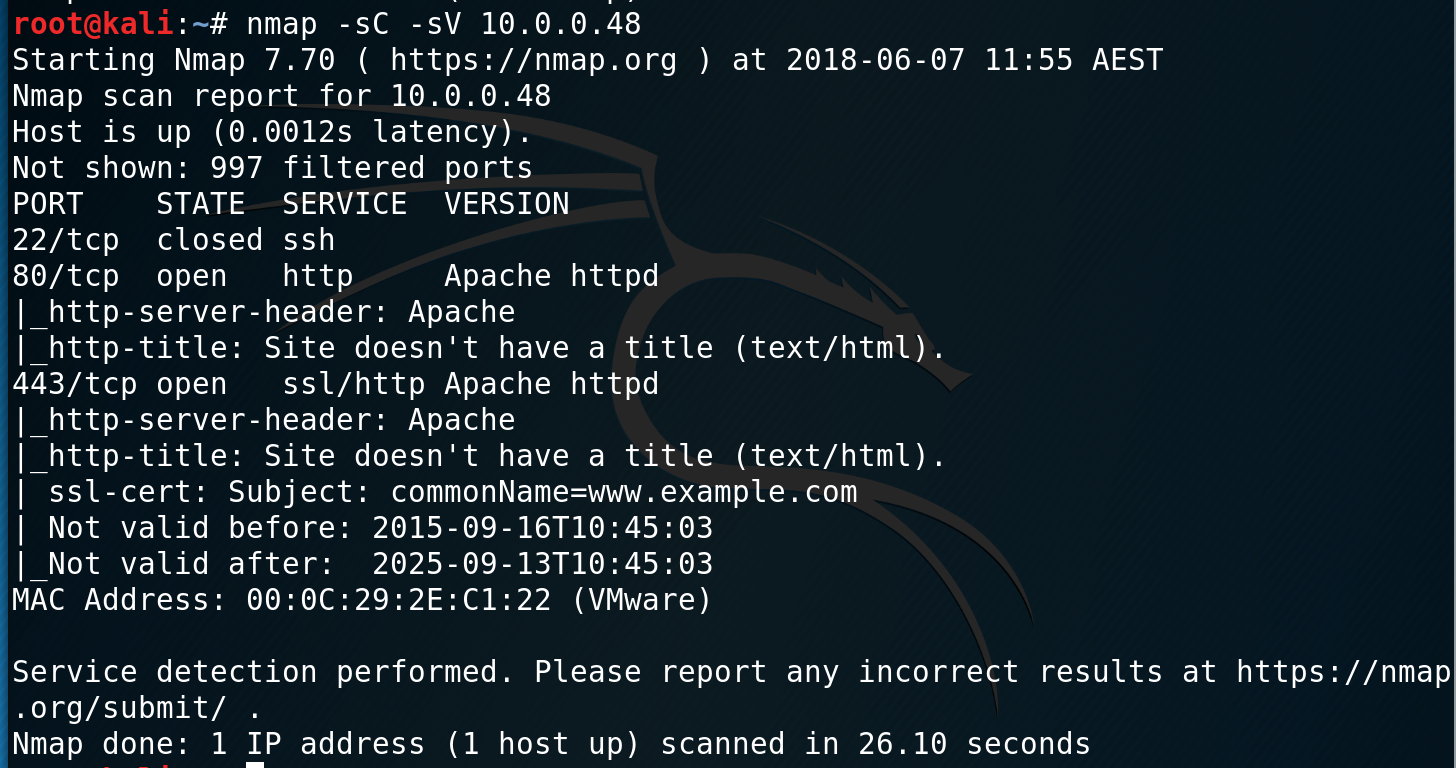 root@kali:~# nmap -sC -sV 10.0.0.48
Starting Nmap 7.70 ( https://nmap.org ) at 2018-06-07 11:55 AEST
Nmap scan report for 10.0.0.48
Host is up (0.0012s latency).
Not shown: 997 filtered ports
PORT    STATE  SERVICE  VERSION
22/tcp  closed ssh
80/tcp  open   http     Apache httpd
|_http-server-header: Apache
|_http-title: Site doesn't have a title (text/html).
443/tcp open   ssl/http Apache httpd
|_http-server-header: Apache
|_http-title: Site doesn't have a title (text/html).
| ssl-cert: Subject: commonName=www.example.com
| Not valid before: 2015-09-16T10:45:03
|_Not valid after:  2025-09-13T10:45:03
MAC Address: 00:0C:29:2E:C1:22 (VMware)
Service detection performed. Please report any incorrect results at https://nmap
.org/submit/ .
Nmap done: 1 IP address (1 host up) scanned in 26.10 seconds